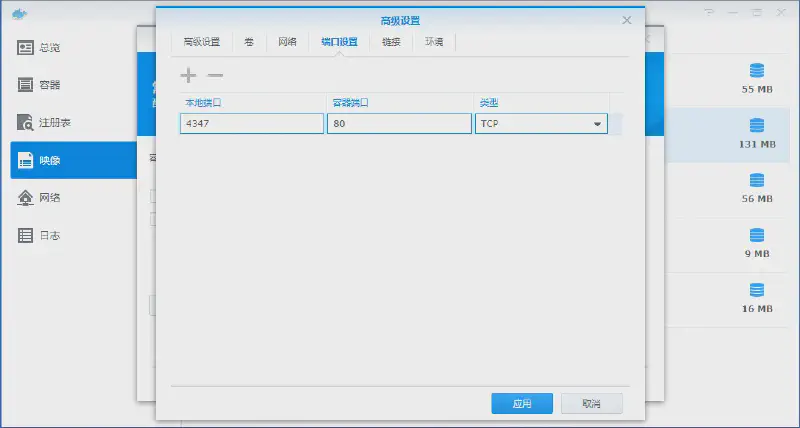 高级设置
高级设置 卷 网络 端口设置 链接 环境
本地端口 容器端口 类型
4347 80 TCP
应用 取消
总览
容器
注册表
映像
网络
日志
55 MB
131 MB
56 MB
9 MB
16 MB